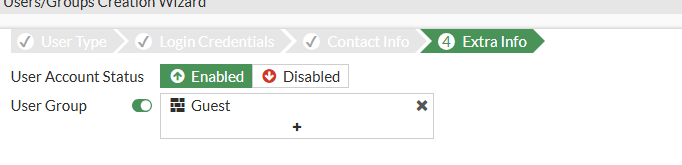 Users/Groups Creation Wizard
User Type Login Credentials Contact Info 4 Extra Info
User Account Status Enabled Disabled
User Group Guest
+